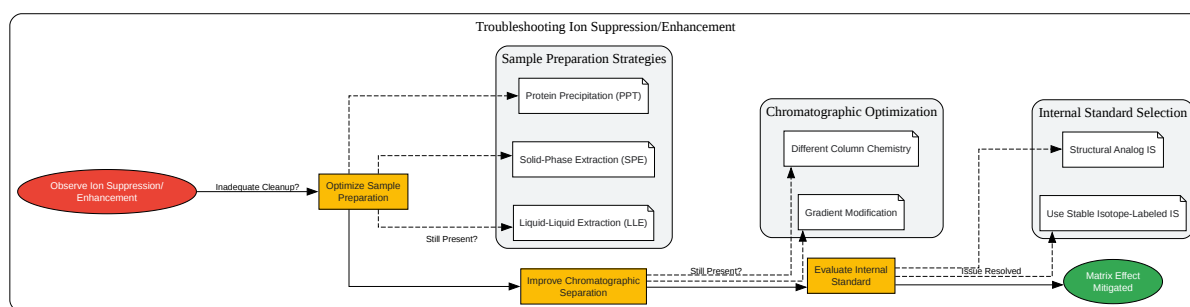 Troubleshooting Ion Suppression/Enhancement
Sample Preparation Strategies
Protein Precipitation (PPT)
Solid-Phase Extraction (SPE)
Liquid-Liquid Extraction (LLE)
Chromatographic Optimization
Different Column Chemistry
Gradient Modification
Internal Standard Selection
Structural Analog IS
Use Stable Isotope-Labeled IS
Observe Ion Suppression/
Enhancement
Inadequate Cleanup?
Optimize Sample
Preparation
Still Present?
Improve Chromatographic
Separation
Still Present?
Evaluate Internal
Standard
Issue Resolved
Matrix Effect
Mitigated